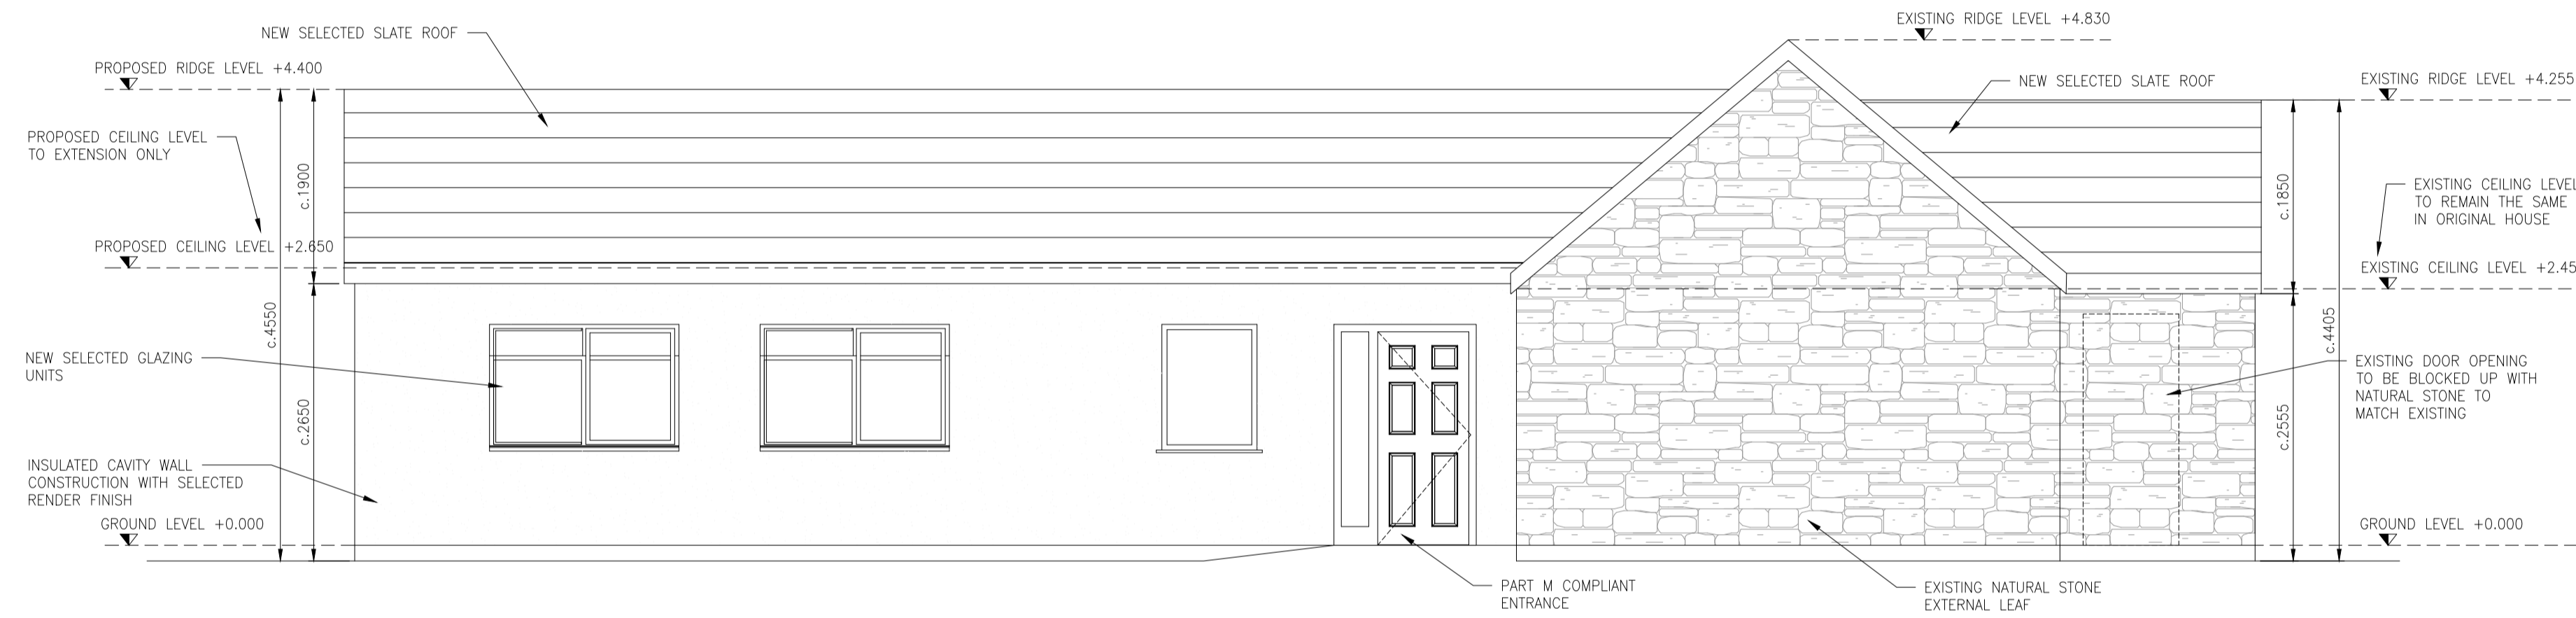 NEW SELECTED SLATE ROOF
PROPOSED RIDGE LEVEL +4.400
PROPOSED CEILING LEVEL
TO EXTENSION ONLY
PROPOSED CEILING LEVEL +2.650
NEW SELECTED GLAZING
UNITS
INSULATED CAVITY WALL
CONSTRUCTION WITH SELECTED
RENDER FINISH
GROUND LEVEL +0.000
c.4550
c.1900
c.2650
PART M COMPLIANT
ENTRANCE
EXISTING RIDGE LEVEL +4.830
NEW SELECTED SLATE ROOF
EXISTING NATURAL STONE
EXTERNAL LEAF
c.1850
c.2555
c.4405
EXISTING RIDGE LEVEL +4.255
EXISTING CEILING LEVEL
TO REMAIN THE SAME
IN ORIGINAL HOUSE
EXISTING CEILING LEVEL +2.45
EXISTING DOOR OPENING
TO BE BLOCKED UP WITH
NATURAL STONE TO
MATCH EXISTING
GROUND LEVEL +0.000